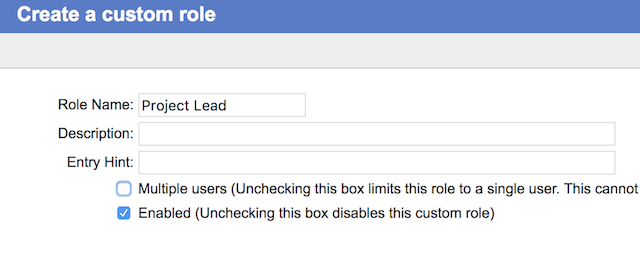 Create a custom role
Role Name: Project Lead
Description:
Entry Hint:
Multiple users (Unchecking this box limits this role to a single user. This cannot
Enabled (Unchecking this box disables this custom role)